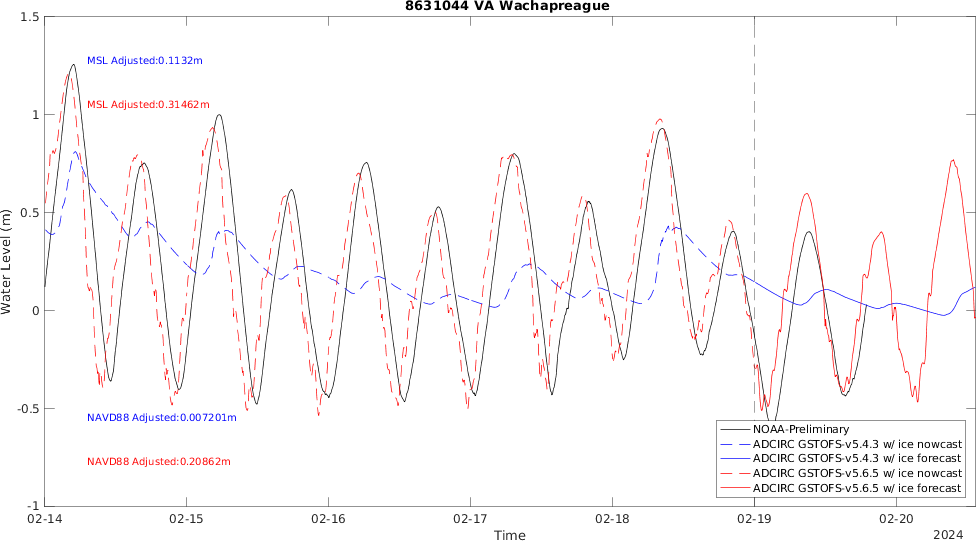 8631044 VA Wachapreague
1.5
1
0.5
0
-0.5
-1
Water Level (m)
MSL Adjusted:0.1132m
MSL Adjusted:0.31462m
NAVD88 Adjusted:0.007201m
NAVD88 Adjusted:0.20862m
NOAA-Preliminary
ADCIRC GSTOFS-v5.4.3 w/ ice nowcast
ADCIRC GSTOFS-v5.4.3 w/ ice forecast
ADCIRC GSTOFS-v5.6.5 w/ ice nowcast
ADCIRC GSTOFS-v5.6.5 w/ ice forecast
02-14 02-15 02-16 02-17 02-18 02-19 02-20
Time
2024